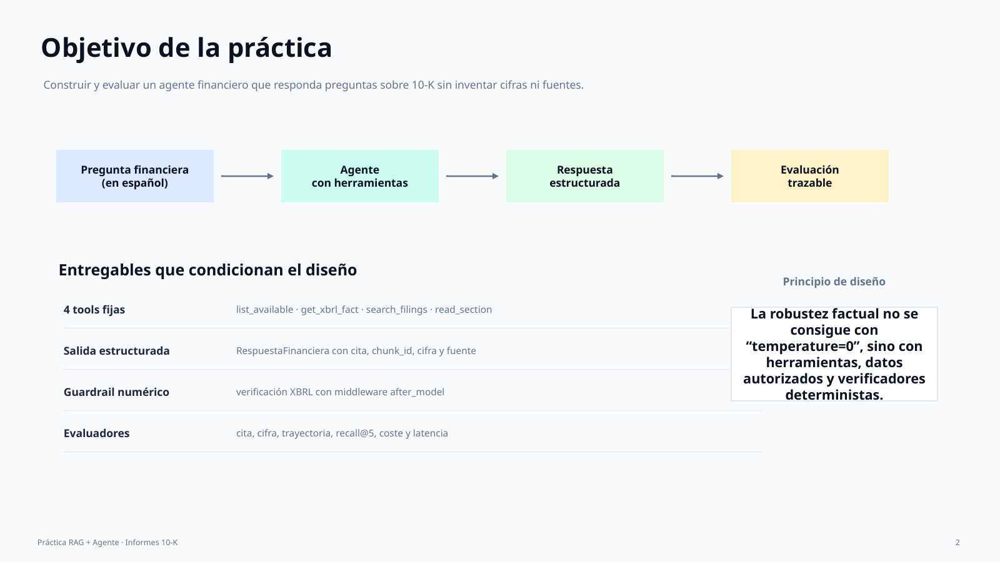 Objetivo de la práctica
Construir y evaluar un agente financiero que responda preguntas sobre 10-K sin inventar cifras ni fuentes.
Pregunta financiera
(en español)
Agente
con herramientas
Respuesta
estructurada
Evaluación
trazable
Entregables que condicionan el diseño
4 tools fijas
list_available · get_xbrl_fact · search_filings · read_section
Salida estructurada
RespuestaFinanciera con cita, chunk_id, cifra y fuente
Guardrail numérico
verificación XBRL con middleware after_model
Evaluadores
cita, cifra, trayectoria, recall@5, coste y latencia
Principio de diseño
La robustez factual no se
consigue con
“temperature=0”, sino con
herramientas, datos
autorizados y verificadores
deterministas.
Práctica RAG + Agente · Informes 10-K
2